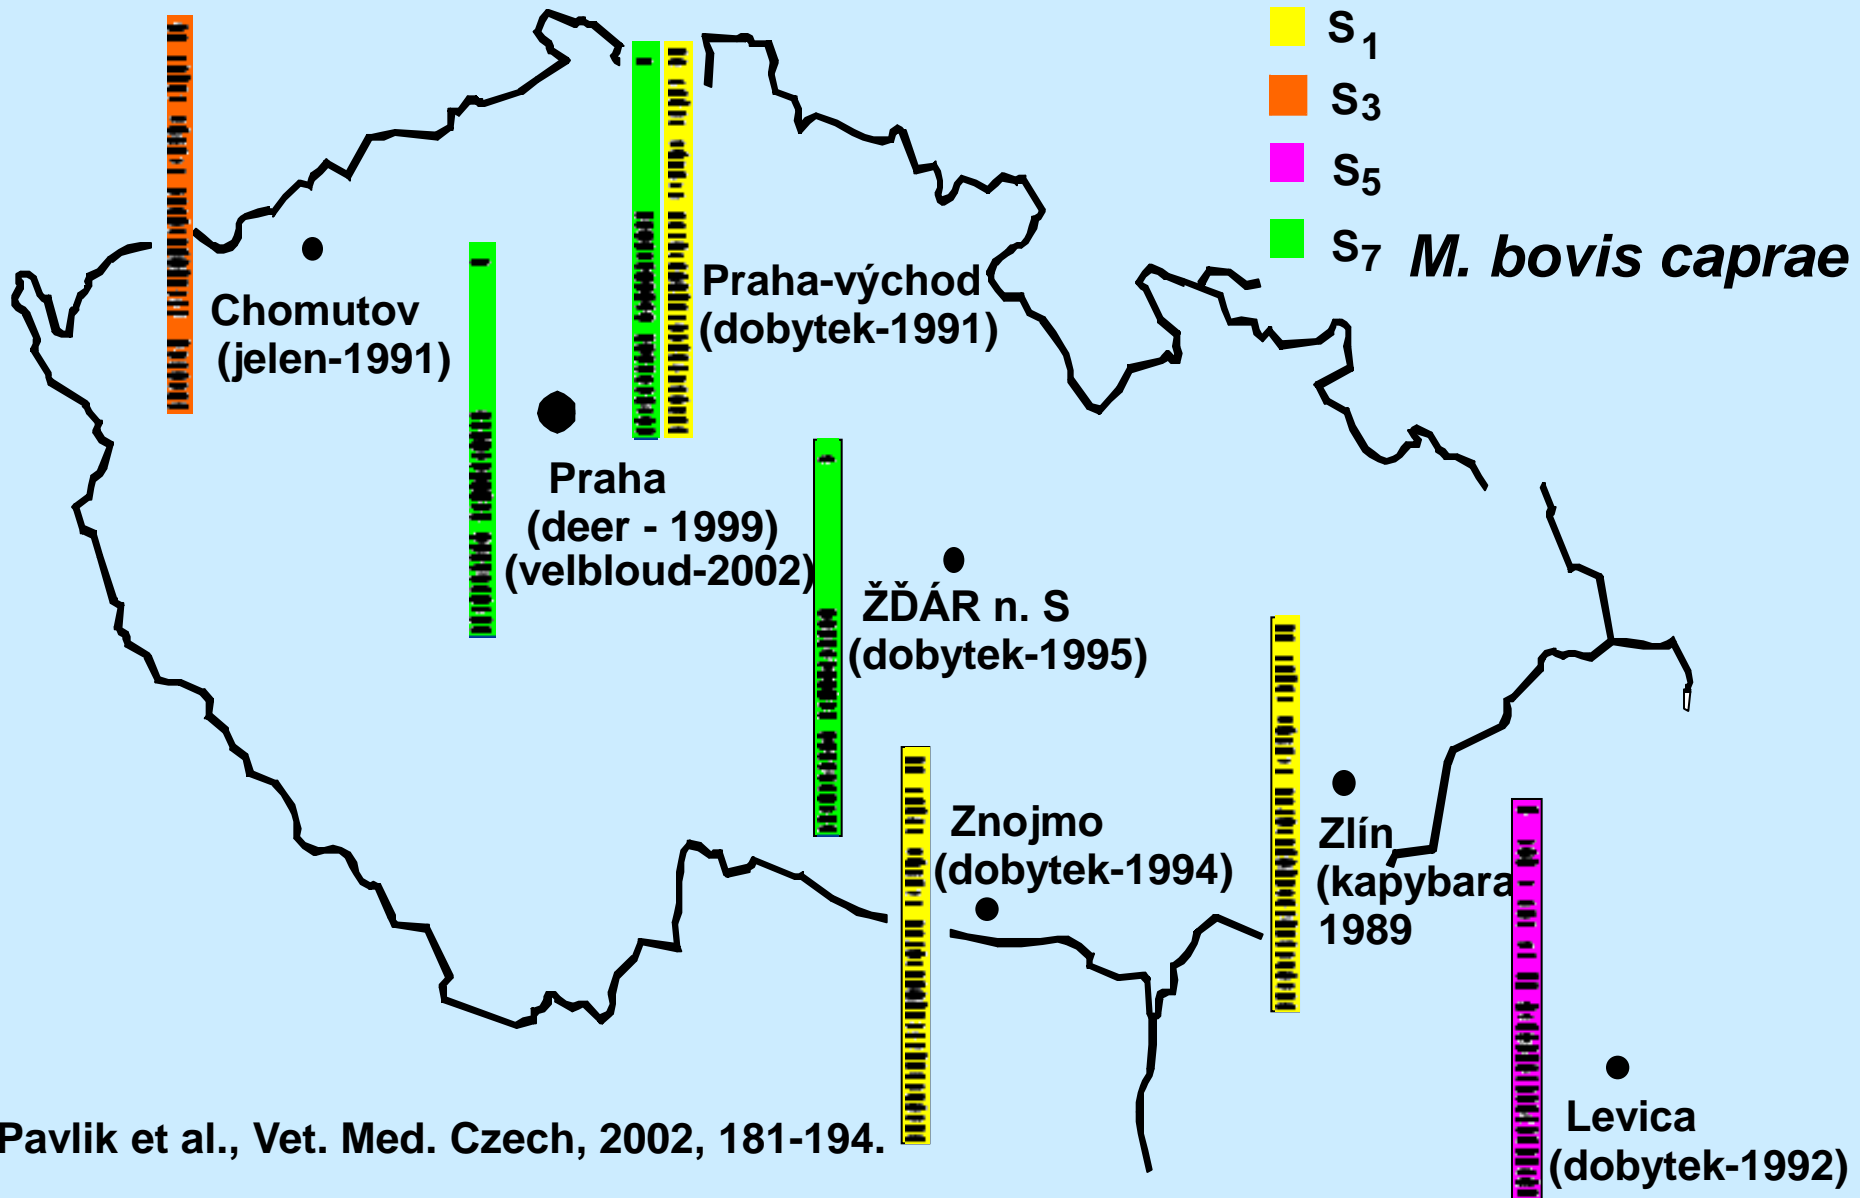 S1
S3
S5
S7 M. bovis caprae
Praha-východ
(dobytek-1991)
Chomutov
(jelen-1991)
Praha
(deer - 1999)
(velbloud-2002)
ŽĎÁR n. S
(dobytek-1995)
Znojmo
(dobytek-1994)
Zlín
(kapybara
1989
Levica
(dobytek-1992)
Pavlik et al., Vet. Med. Czech, 2002, 181-194.